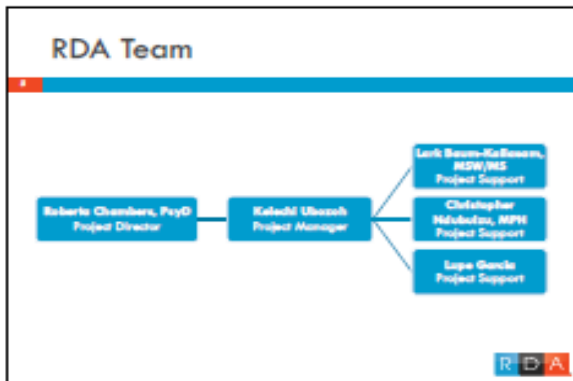 RDA Team
Roberta Chambers, PsyD
Project Director
Kelechi Ubozoh
Project Manager
MSW/MS
Project Support
Christopher
MPH
Project Support
Lupe Garcia
Project Support
RDA